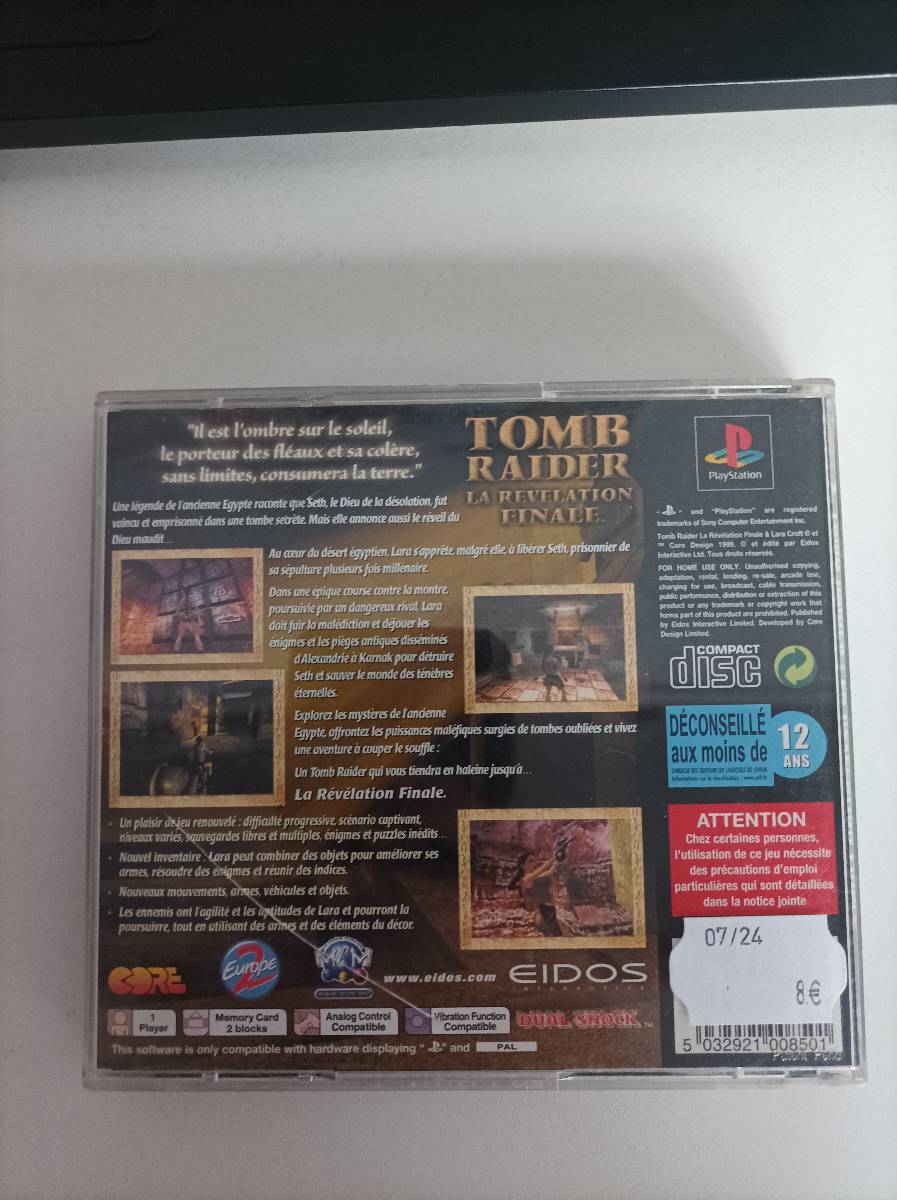 "Il est l'ombre sur le soleil,
le porteur des fléaux et sa colère,
sans limites, consumera la terre."
TOMB
RAIDER
LA REVELATION
FINALE
Une légende de l'ancienne Egypte raconte que Seth, le Dieu de la désolation, fut
vaincu et emprisonné dans une tombe secrète. Mais elle annonce aussi le réveil du
Dieu maudit...
Au cœur du désert égyptien, Lara s'apprête, malgré elle, à libérer Seth, prisonnier de
sa sépulture plusieurs fois millénaire.
Dans une épique course contre la montre,
poursuivie par un dangereux rival, Lara
doit fuir la malédiction et déjouer les
énigmes et les pièges antiques disséminés
d'Alexandrie à Karnak pour détruire
Seth et sauver le monde des ténèbres
éternelles.
Explorez les mystères de l'ancienne
Egypte, affrontez les puissances maléfiques surgies de tombes oubliées et vivez
une aventure à couper le souffle :
Un Tomb Raider qui vous tiendra en haleine jusqu'à...
La Révélation Finale.
• Un plaisir de jeu renouvelé : difficulté progressive, scénario captivant,
niveaux variés, sauvegardes libres et multiples, énigmes et puzzles inédits...
• Nouvel inventaire : Lara peut combiner des objets pour améliorer ses
armes, résoudre des énigmes et réunir des indices.
• Nouveaux mouvements, armes, véhicules et objets.
• Les ennemis ont l'agilité et les aptitudes de Lara et pourront la
poursuivre, tout en utilisant des armes et des éléments du décor.
CORE
Europe 2
MCM
www.eidos.com
EIDOS
INTERACTIVE
1 Player
Memory Card 2 blocks
Analog Control Compatible
Vibration Function Compatible
DUAL SHOCK™
This software is only compatible with hardware displaying " " and PAL
PlayStation
" " and "PlayStation" are registered
trademarks of Sony Computer Entertainment Inc.
Tomb Raider La Révélation Finale & Lara Croft © et
™ Core Design 1999. © et édité par Eidos
Interactive Ltd. Tous droits réservés.
FOR HOME USE ONLY. Unauthorised copying,
adaptation, rental, lending, re-sale, arcade use,
charging for use, broadcast, cable transmission,
public performance, distribution or extraction of this
product or any trademark or copyright work that
forms part of this product are prohibited. Published
by Eidos Interactive Limited. Developed by Core
Design Limited.
COMPACT
disc
DÉCONSEILLÉ
aux moins de
12
ANS
SYNDICAT DES EDITEURS DE LOGICIELS DE LOISIRS
Informations sur la classification : www.sell.fr
ATTENTION
Chez certaines personnes,
l'utilisation de ce jeu nécessite
des précautions d'emploi
particulières qui sont détaillées
dans la notice jointe
07/24
8.€
5 032921 008501